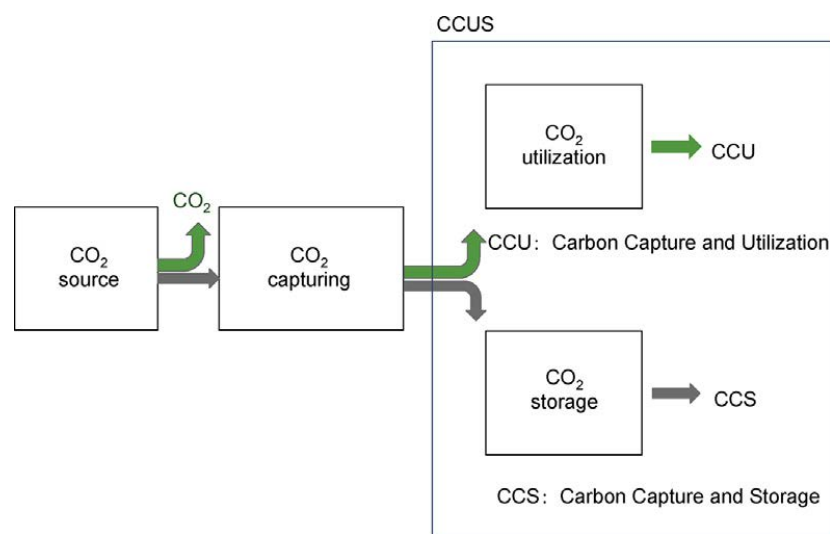 CCUS
CO₂
utilization
CCU
CO₂
CO₂
source
CO₂
capturing
CCU: Carbon Capture and Utilization
CO₂
storage
CCS
CCS: Carbon Capture and Storage